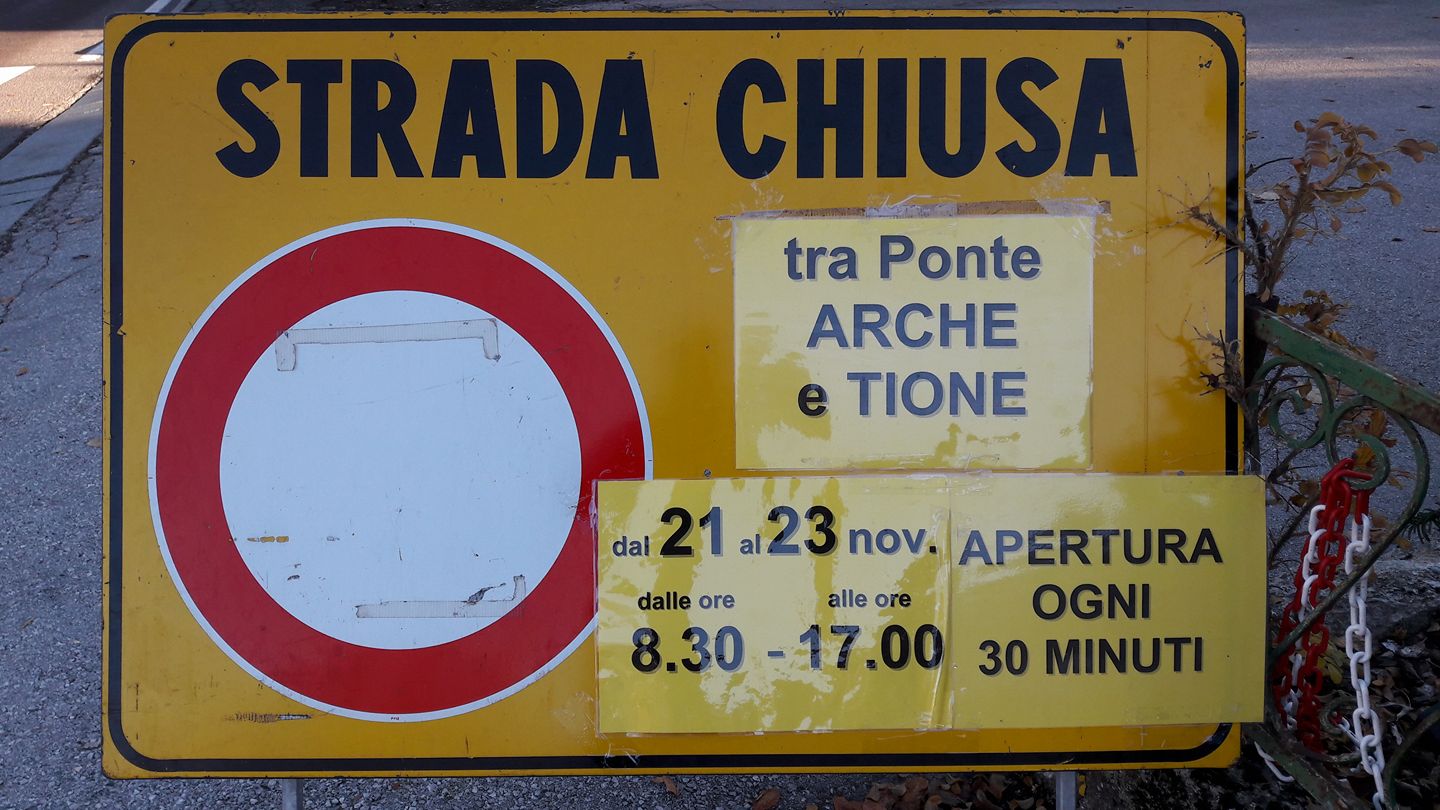 STRADA CHIUSA
tra Ponte
ARCHE
e TIONE
dal 21 al 23 nov.
dalle ore alle ore
8.30 - 17.00
APERTURA
OGNI
30 MINUTI